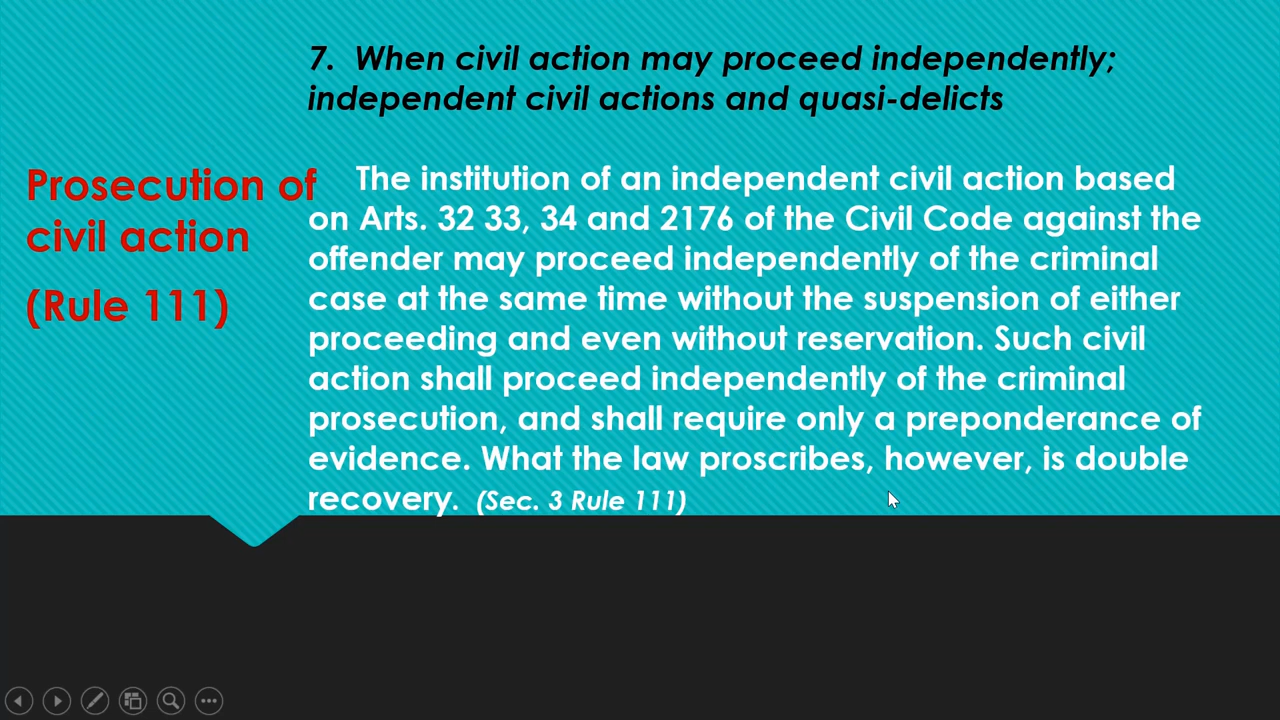 7. When civil action may proceed independently;
independent civil actions and quasi-delicts
Prosecution of
civil action
(Rule 111)
The institution of an independent civil action based
on Arts. 32 33, 34 and 2176 of the Civil Code against the
offender may proceed independently of the criminal
case at the same time without the suspension of either
proceeding and even without reservation. Such civil
action shall proceed independently of the criminal
prosecution, and shall require only a preponderance of
evidence. What the law proscribes, however, is double
recovery. (Sec. 3 Rule 111)